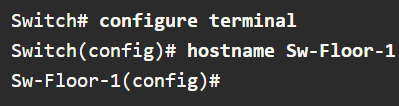 Switch# configure terminal
Switch(config)# hostname Sw-Floor-1
Sw-Floor-1(config)#